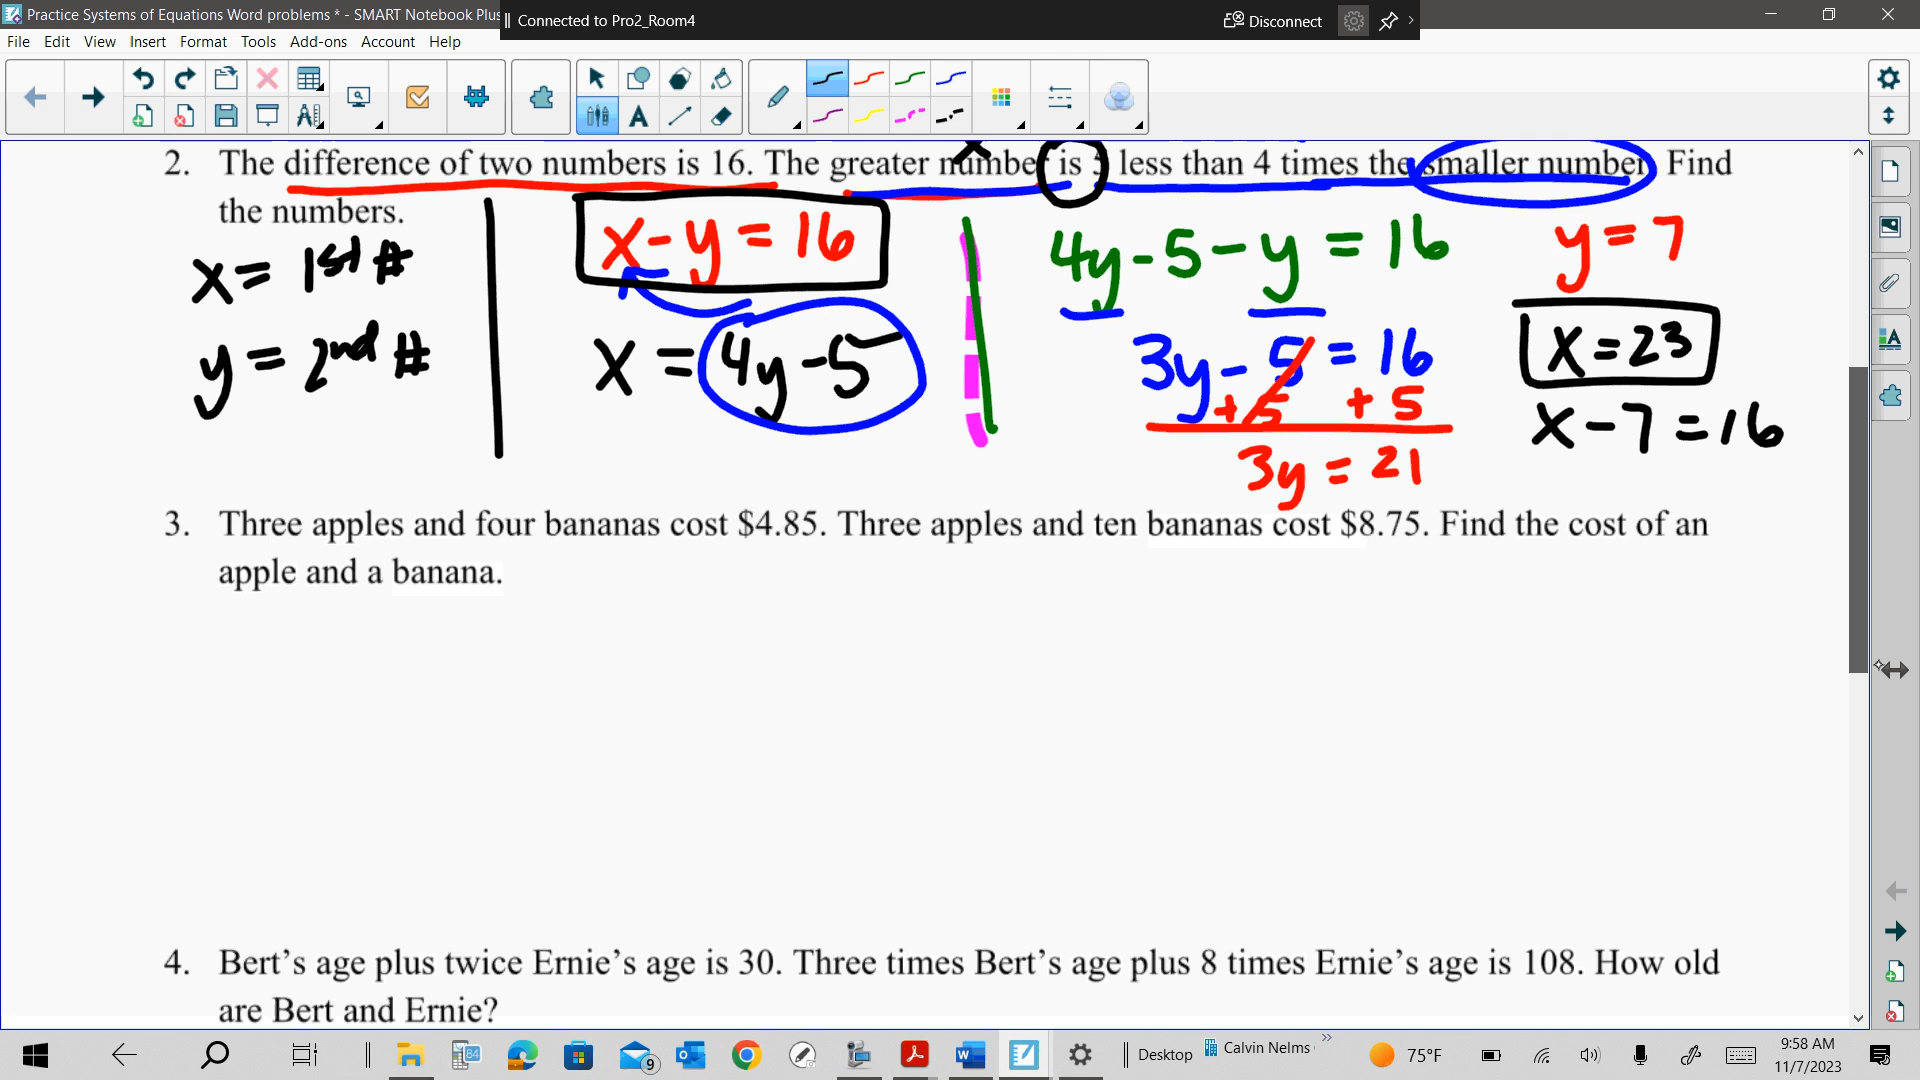 Practice Systems of Equations Word problems * - SMART Notebook Plus
Connected to Pro2_Room4
Disconnect
File Edit View Insert Format Tools Add-ons Account Help
2. The difference of two numbers is 16. The greater number is 5 less than 4 times the smaller number. Find
the numbers.
x
x = 1st #
y = 2nd #
x - y = 16
x = 4y - 5
4y - 5 - y = 16
3y - 5 = 16
+ 5 + 5
3y = 21
y = 7
x = 23
x - 7 = 16
3. Three apples and four bananas cost $4.85. Three apples and ten bananas cost $8.75. Find the cost of an
apple and a banana.
4. Bert's age plus twice Ernie's age is 30. Three times Bert's age plus 8 times Ernie's age is 108. How old
are Bert and Ernie?
84
9
Desktop
Calvin Nelms
75°F
9:58 AM
11/7/2023